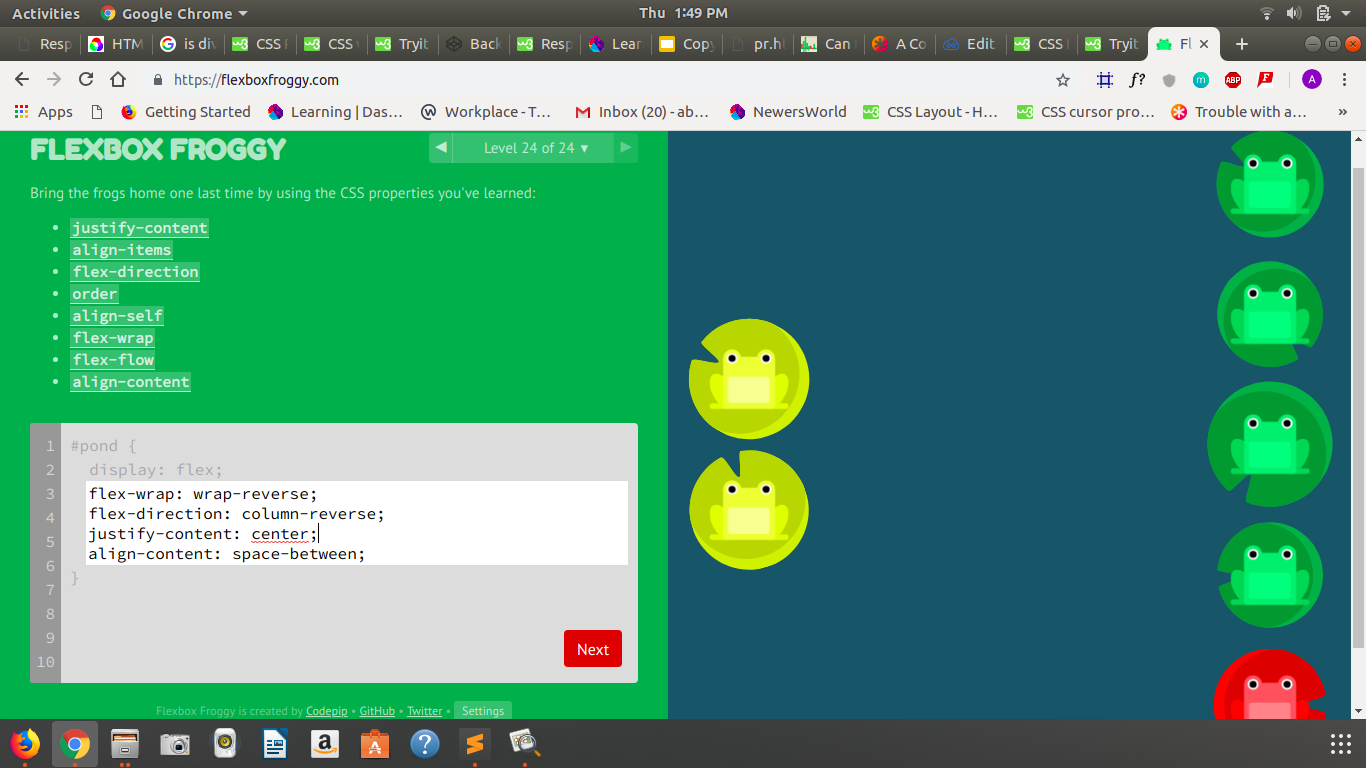 Activities Google Chrome Thu 1:49 PM
Resp HTM is div CSS CSS Tryit Back Resp Lear Copy pr.h Can A Co Edit CSS Tryit Fl
https://flexboxfroggy.com f? m ABP F A
Apps Getting Started Learning | Das... Workplace - T... Inbox (20) - ab... NewersWorld CSS Layout - H... CSS cursor pro... Trouble with a... »
FLEXBOX FROGGY
Level 24 of 24
Bring the frogs home one last time by using the CSS properties you've learned:
• justify-content
• align-items
• flex-direction
• order
• align-self
• flex-wrap
• flex-flow
• align-content
1 #pond {
2 display: flex;
3 flex-wrap: wrap-reverse;
4 flex-direction: column-reverse;
5 justify-content: center;
6 align-content: space-between;
7 }
8
9
10
Next
Flexbox Froggy is created by Codepip • GitHub • Twitter • Settings